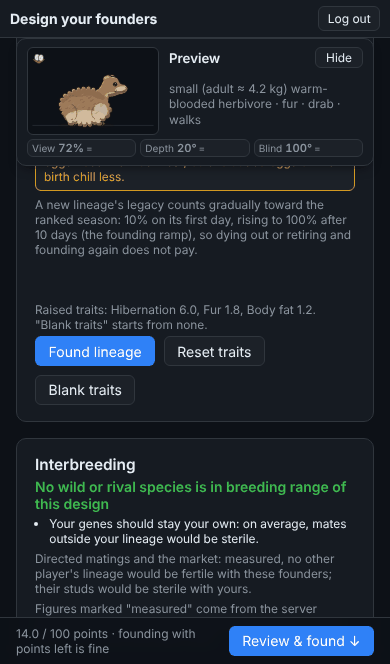 Design your founders
Log out
Preview
Hide
small (adult ≈ 4.2 kg) warm-
blooded herbivore · fur · drab ·
walks
View 72% =
Depth 20° =
Blind 100° =
birth chill less.
A new lineage's legacy counts gradually toward the
ranked season: 10% on its first day, rising to 100% after
10 days (the founding ramp), so dying out or retiring and
founding again does not pay.
Raised traits: Hibernation 6.0, Fur 1.8, Body fat 1.2.
"Blank traits" starts from none.
Found lineage
Reset traits
Blank traits
Interbreeding
No wild or rival species is in breeding range of
this design
• Your genes should stay your own: on average, mates
outside your lineage would be sterile.
Directed matings and the market: measured, no other
player's lineage would be fertile with these founders;
their studs would be sterile with yours.
Figures marked "measured" come from the server
14.0 / 100 points · founding with
points left is fine
Review & found ↓